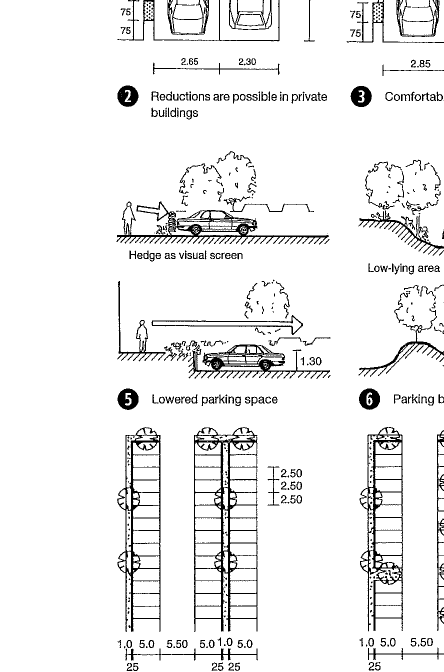 75
75
75
75
2.65 2.30
2.85
2 Reductions are possible in private
buildings
3 Comfortab
Hedge as visual screen
Low-lying area
1.30
5 Lowered parking space
6 Parking b
2.50
2.50
2.50
1.0 5.0 5.50 5.0 1.0 5.0
25 25 25
1.0 5.0 5.50
25